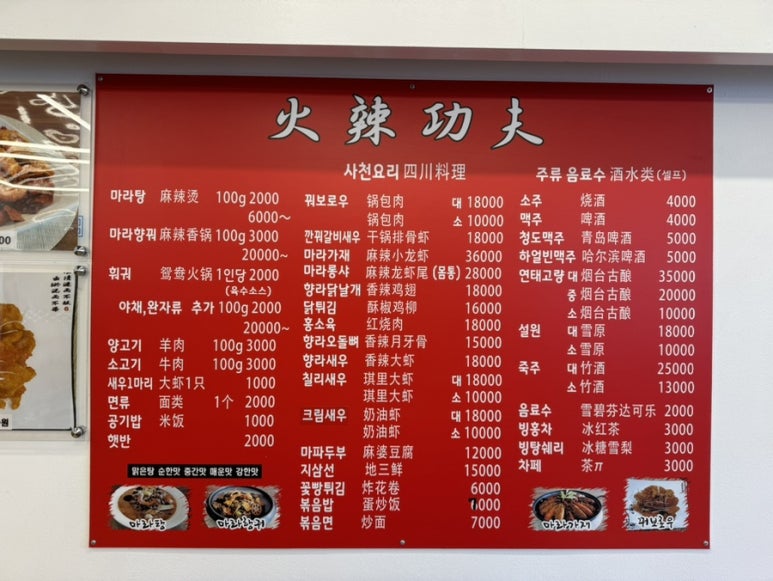 火辣功夫
사천요리 四川料理
마라탕 麻辣烫 100g 2000
6000~
마라향꿔 麻辣香锅 100g 3000
20000~
훠궈 鸳鸯火锅 1인당 2000
(육수소스)
야채,완자류 추가 100g 2000
20000~
양고기 羊肉 100g 3000
소고기 牛肉 100g 3000
새우1마리 大虾1只 1000
면류 面类 1个 2000
공기밥 米饭 1000
햇반 2000
맑은탕 순한맛 중간맛 매운맛 강한맛
마라탕
마라향궈
꿔보로우 锅包肉 대 18000
锅包肉 소 10000
깐꿔갈비새우 干锅排骨虾 18000
마라가재 麻辣小龙虾 36000
마라롱샤 麻辣龙虾尾 (몸통) 28000
향라닭날개 香辣鸡翅 18000
닭튀김 酥椒鸡柳 16000
홍소육 红烧肉 18000
향라오돌뼈 香辣月牙骨 15000
향라새우 香辣大虾 18000
칠리새우 琪里大虾 대 18000
琪里大虾 소 10000
크림새우 奶油虾 대 18000
奶油虾 소 10000
마파두부 麻婆豆腐 12000
지삼선 地三鲜 15000
꽃빵튀김 炸花卷 6000
볶음밥 蛋炒饭 6000
볶음면 炒面 7000
주류 음료수 酒水类 (셀프)
소주 烧酒 4000
맥주 啤酒 4000
청도맥주 青岛啤酒 5000
하얼빈맥주 哈尔滨啤酒 5000
연태고량 대 烟台古酿 35000
중 烟台古酿 20000
소 烟台古酿 10000
설원 대 雪原 18000
소 雪原 10000
죽주 대 竹酒 25000
소 竹酒 13000
음료수 雪碧芬达可乐 2000
빙홍차 冰红茶 3000
빙탕쉐리 冰糖雪梨 3000
차페 茶π 3000
마라가재
꿔보로우